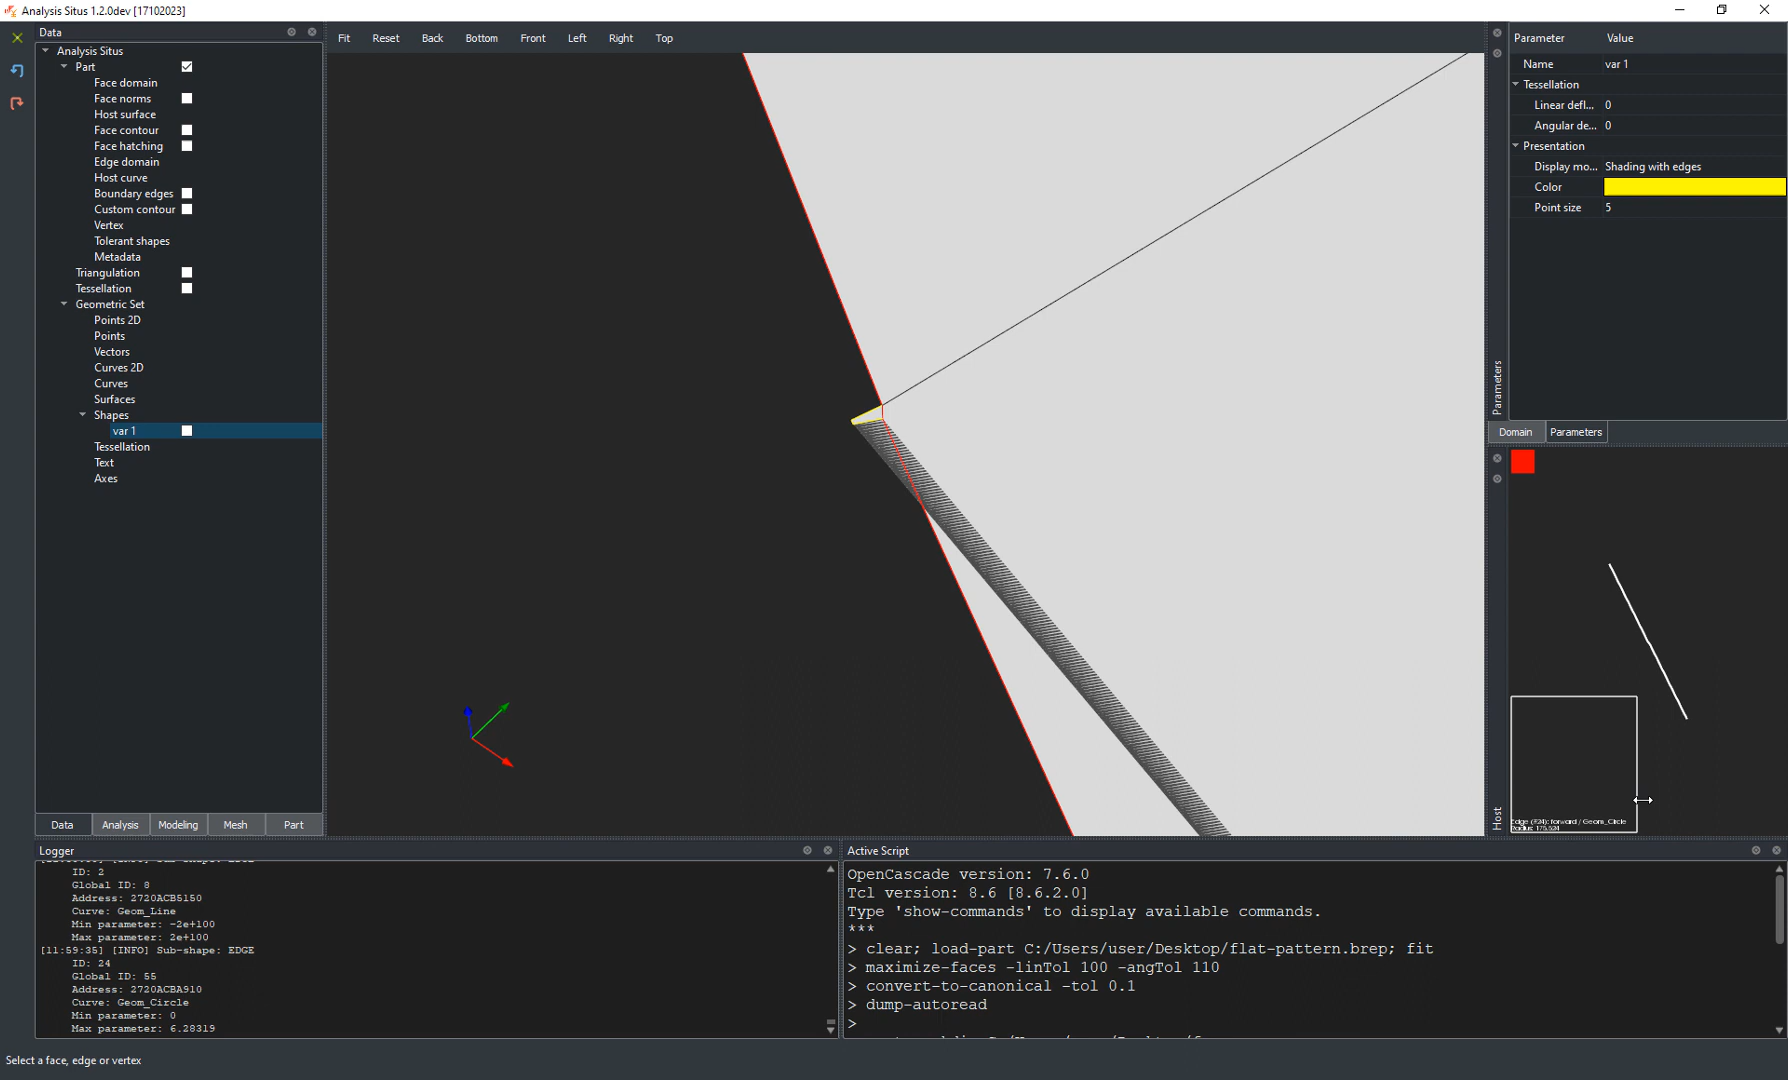 Analysis Situs 1.2.0dev [17102023]
Data
Analysis Situs
Part
Face domain
Face norms
Host surface
Face contour
Face hatching
Edge domain
Host curve
Boundary edges
Custom contour
Vertex
Tolerant shapes
Metadata
Triangulation
Tessellation
Geometric Set
Points 2D
Points
Vectors
Curves 2D
Curves
Surfaces
Shapes
var 1
Tessellation
Text
Axes
Data Analysis Modeling Mesh Part
Fit Reset Back Bottom Front Left Right Top
Parameters
Parameter Value
Name var 1
Tessellation
Linear defl... 0
Angular de... 0
Presentation
Display mo... Shading with edges
Color
Point size 5
Domain Parameters
Host
Edge (#24): forward / Geom_Circle
Radius: 175.524
Logger
ID: 2
Global ID: 8
Address: 2720ACB5150
Curve: Geom_Line
Min parameter: -2e+100
Max parameter: 2e+100
[11:59:35] [INFO] Sub-shape: EDGE
ID: 24
Global ID: 55
Address: 2720ACBA910
Curve: Geom_Circle
Min parameter: 0
Max parameter: 6.28319
Active Script
OpenCascade version: 7.6.0
Tcl version: 8.6 [8.6.2.0]
Type 'show-commands' to display available commands.
***
> clear; load-part C:/Users/user/Desktop/flat-pattern.brep; fit
> maximize-faces -linTol 100 -angTol 110
> convert-to-canonical -tol 0.1
> dump-autoread
>
Select a face, edge or vertex